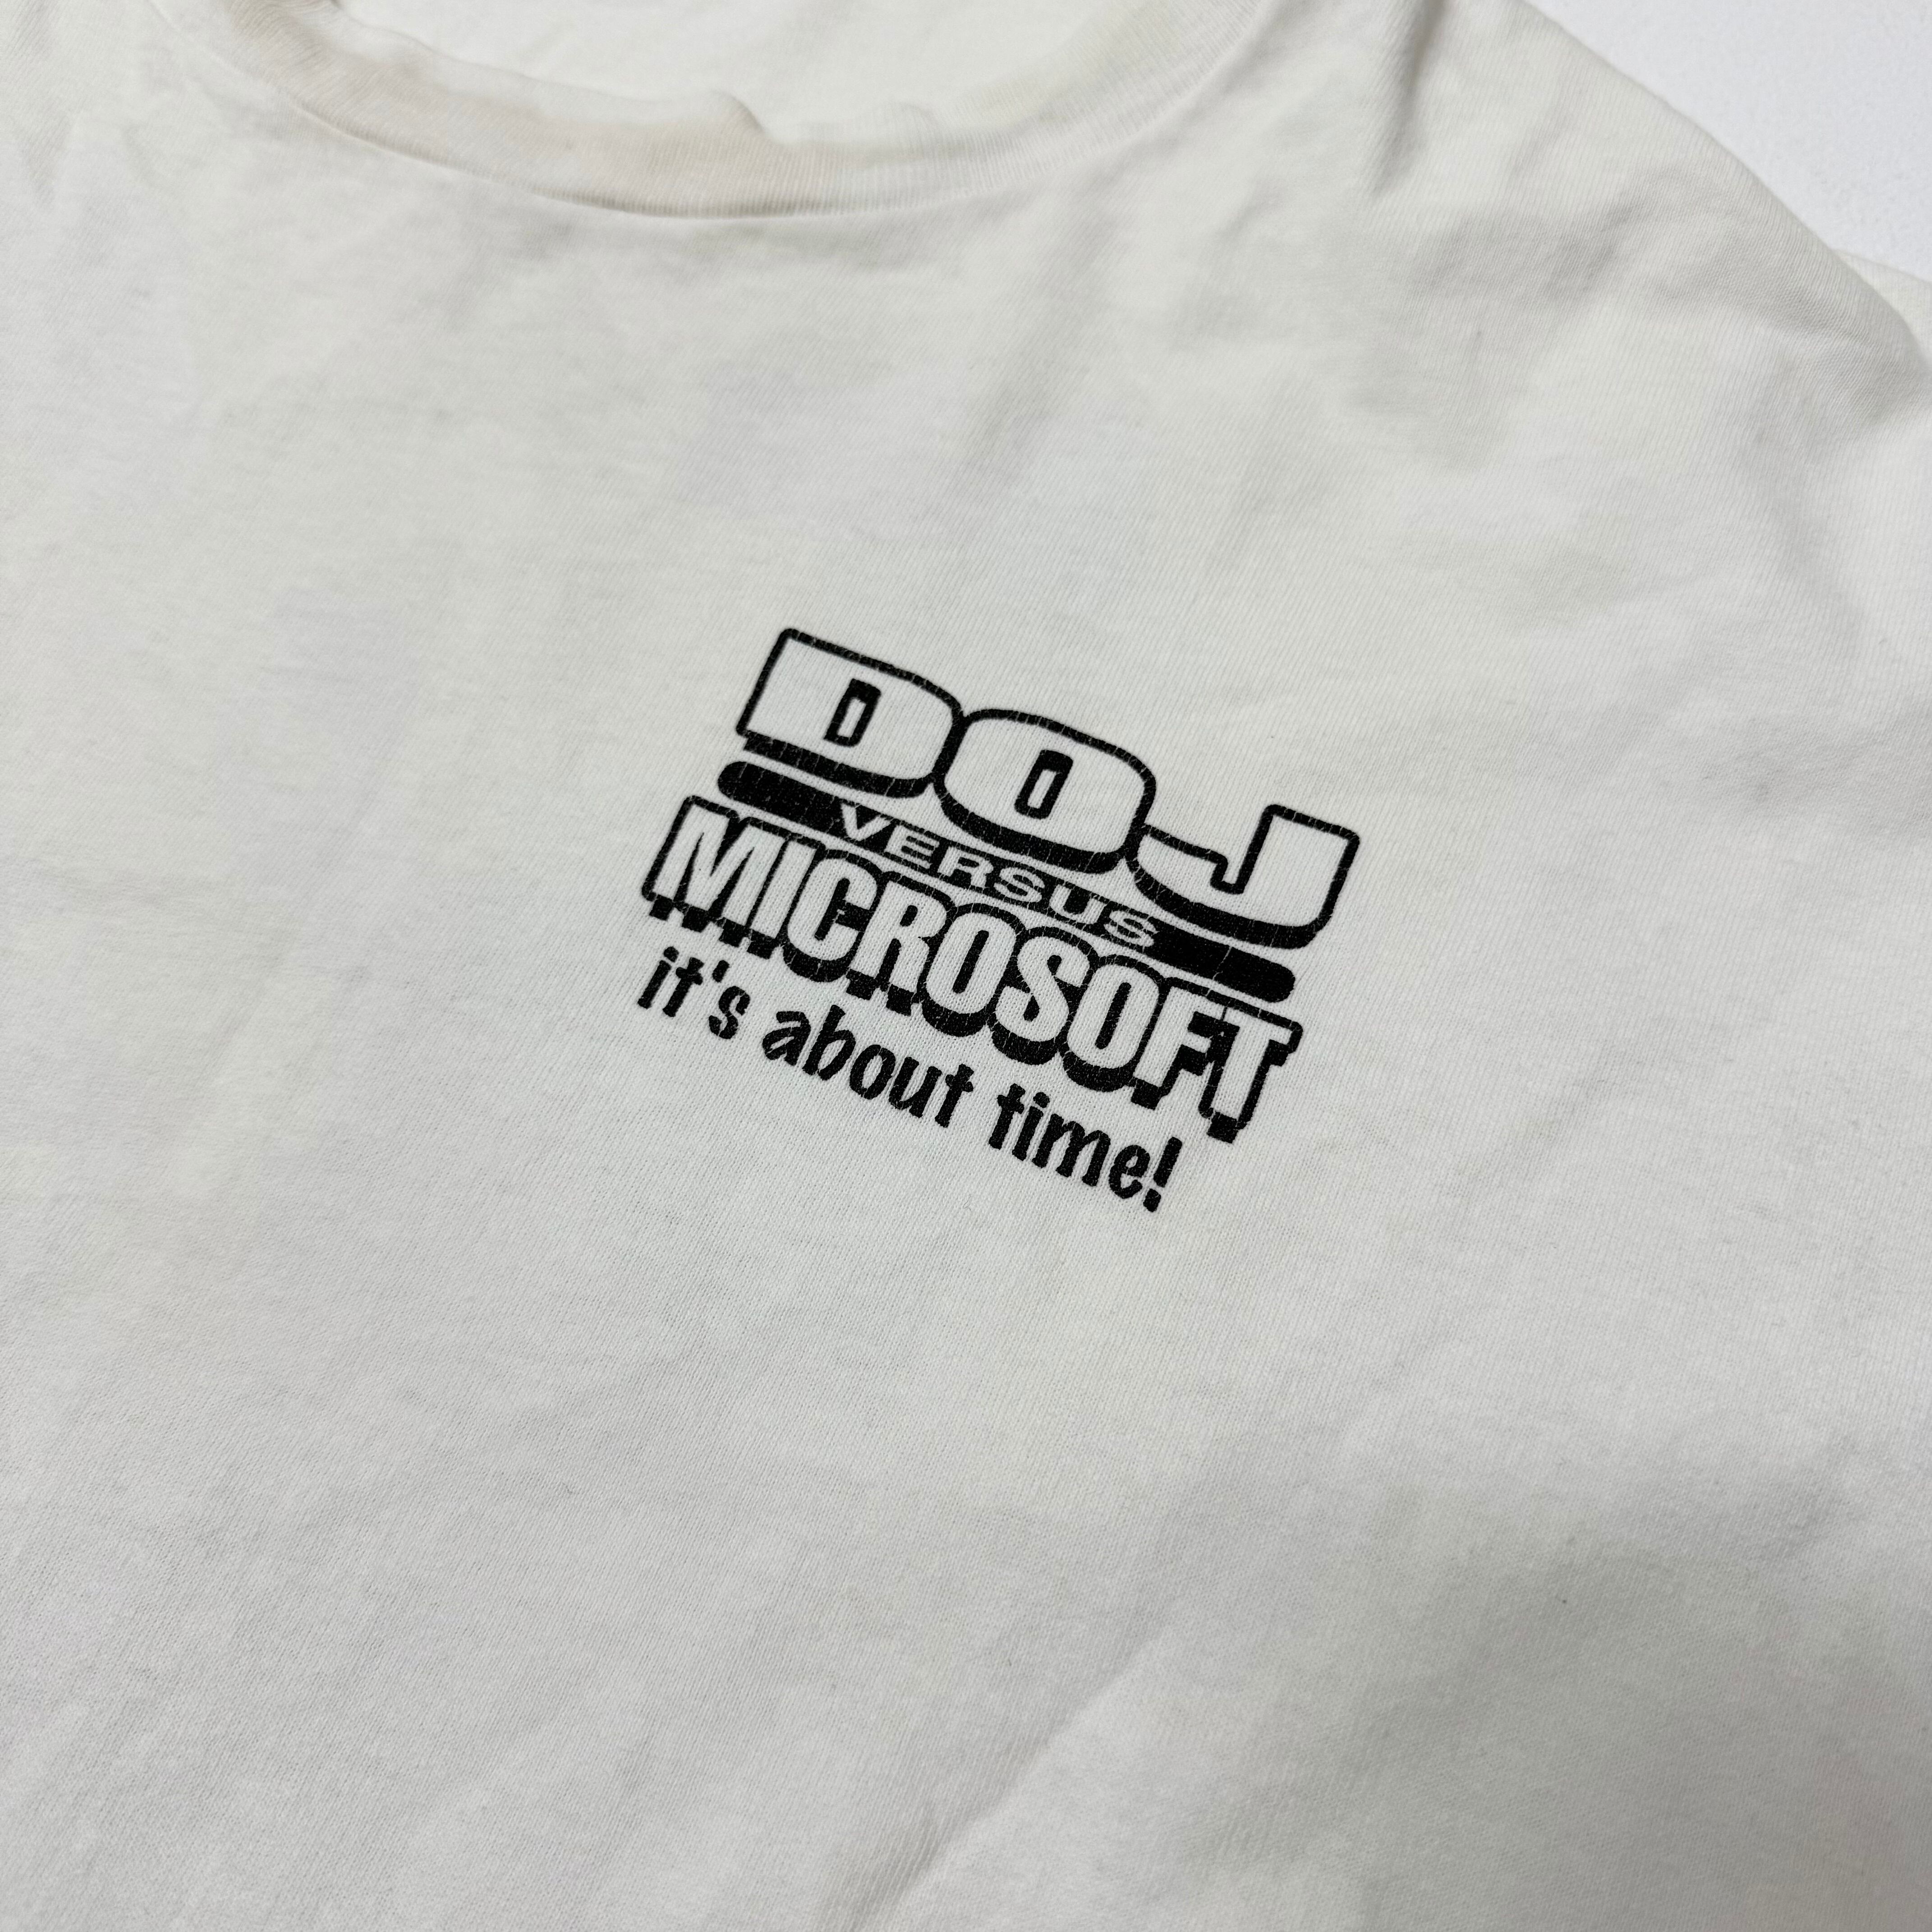 DOJ
VERSUS
MICROSOFT
it's about time!